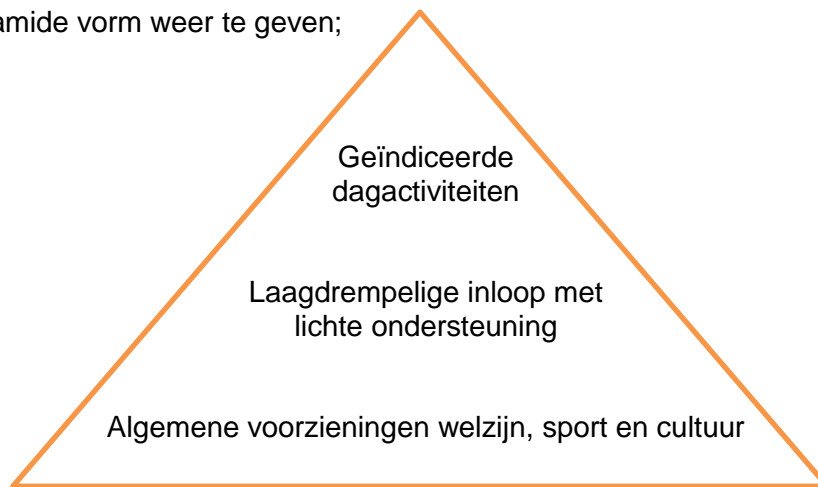 amide vorm weer te geven;
Geïndiceerde
dagactiviteiten
Laagdrempelige inloop met
lichte ondersteuning
Algemene voorzieningen welzijn, sport en cultuur